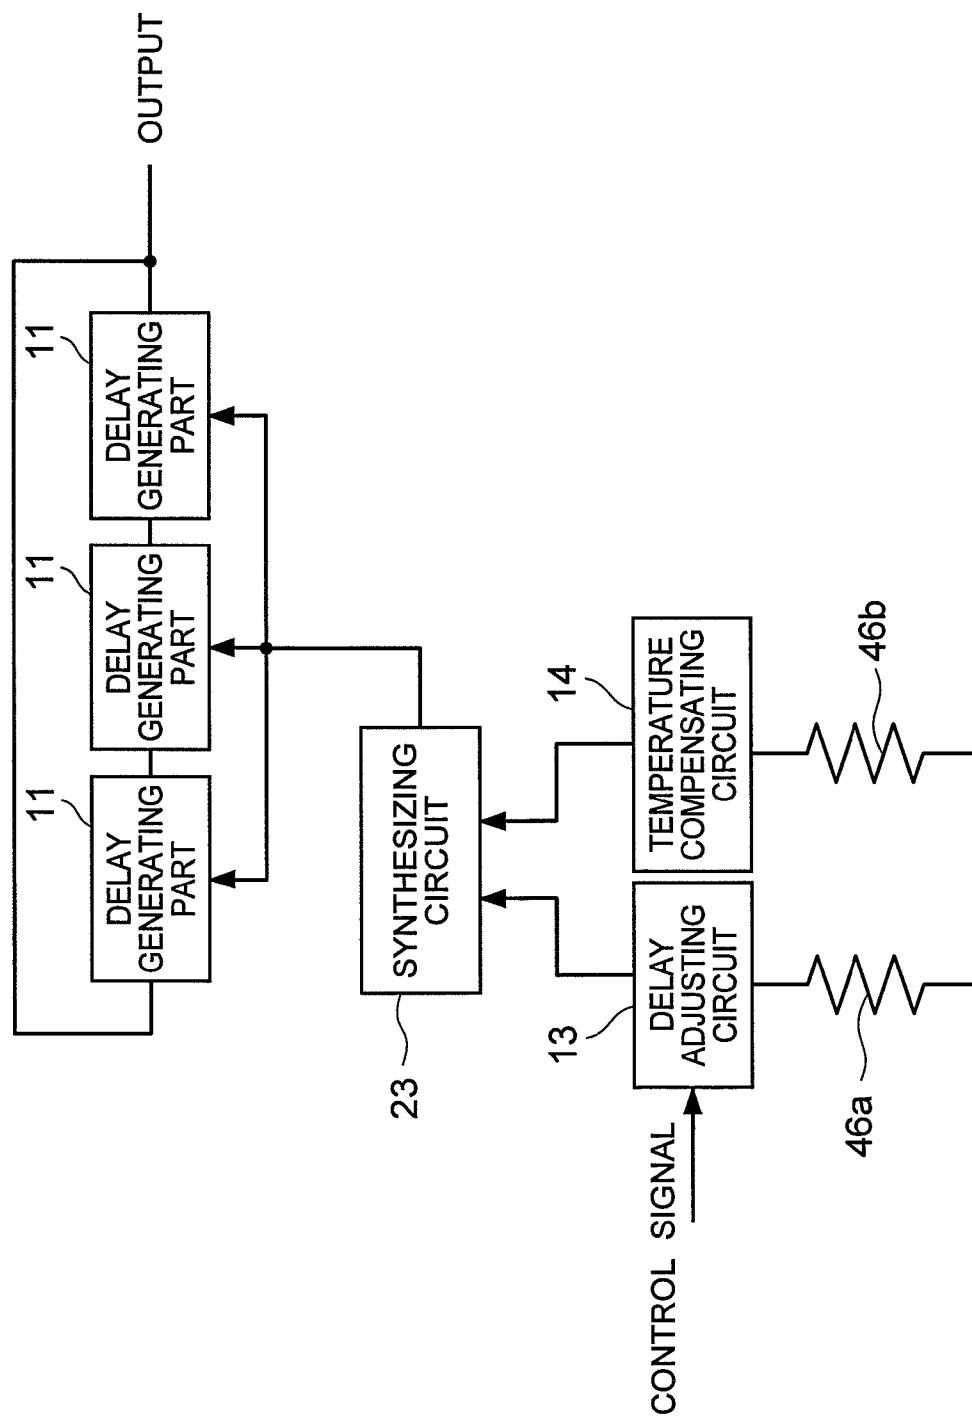 OUTPUT
11
11
11
DELAY
GENERATING
PART
DELAY
GENERATING
PART
DELAY
GENERATING
PART
23
SYNTHESIZING
CIRCUIT
13
14
CONTROL SIGNAL
DELAY
ADJUSTING
CIRCUIT
TEMPERATURE
COMPENSATING
CIRCUIT
46a
46b